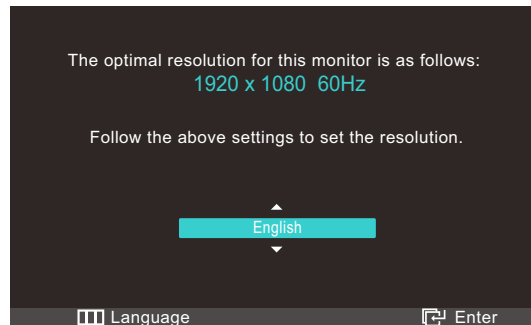 The optimal resolution for this monitor is as follows:
1920 x 1080 60Hz
Follow the above settings to set the resolution.
English
Language Enter